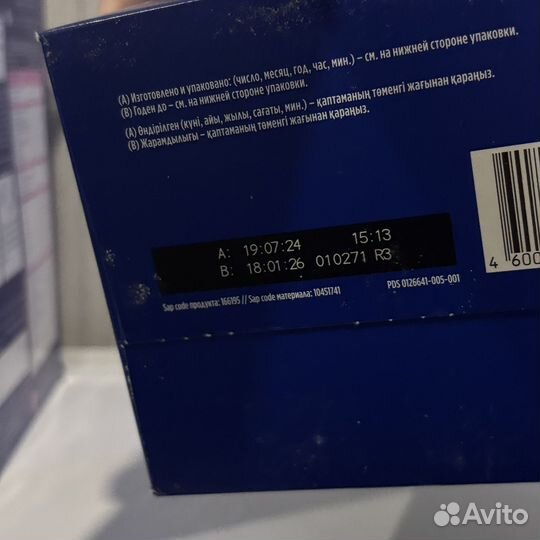 (А) Изготовлено и упаковано: (число, месяц, год, час, мин.) – см. на нижней стороне упаковки.
(В) Годен до – см. на нижней стороне упаковки.
(А) Өндірілген (күні, айы, жылы, сағаты, мин.) – қаптаманың төменгі жағынан қараңыз.
(В) Жарамдылығы – қаптаманың төменгі жағынан қараңыз.
A: 19:07:24 15:13
B: 18:01:26 010271 R3
Sap code продукта: 166195 // Sap code материала: 10451741
PDS 0126641-005-001
4 600
Avito